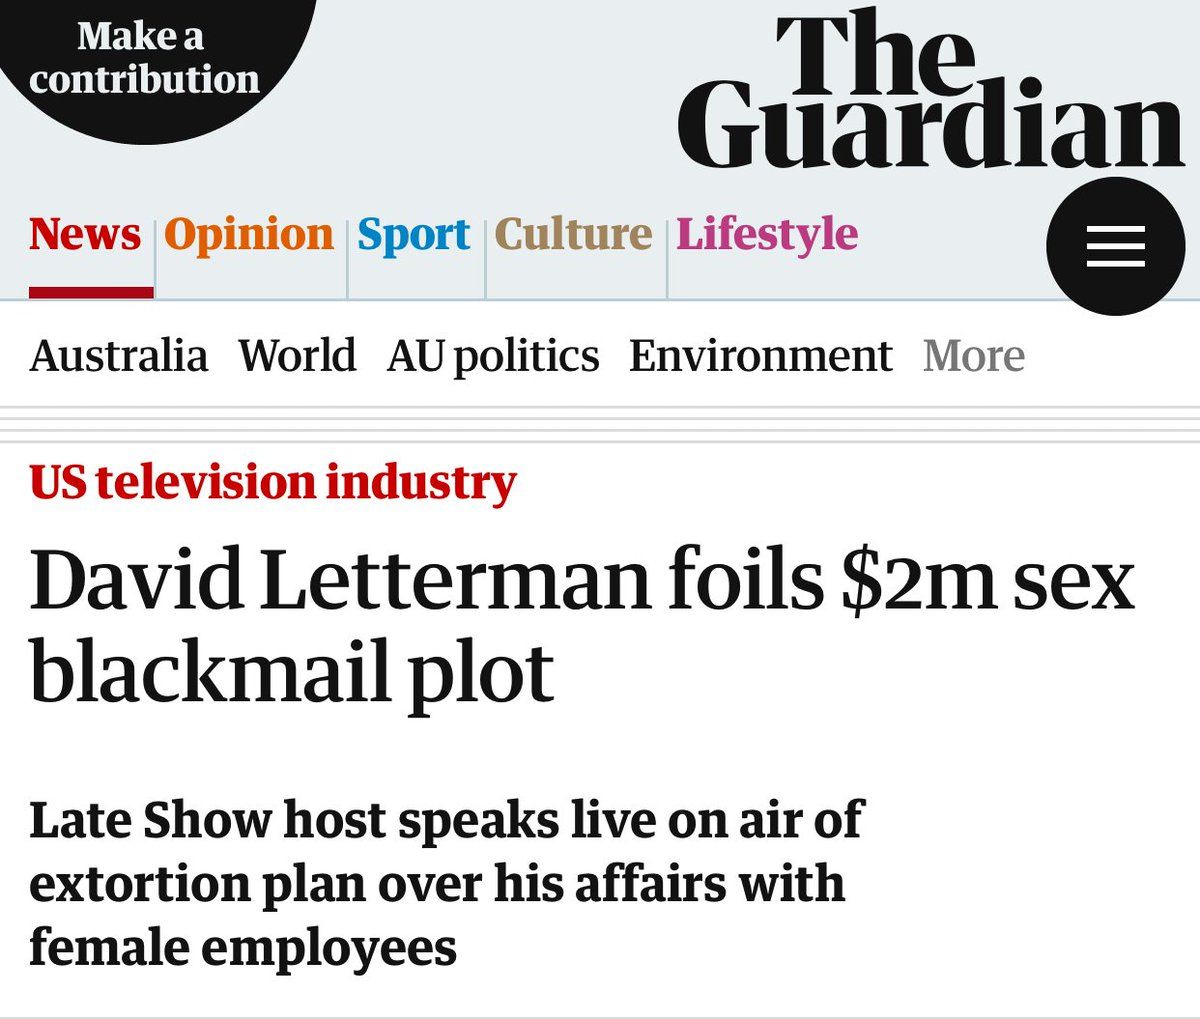 Make a
contribution
The
Guardian
News Opinion Sport Culture Lifestyle
Australia World AU politics Environment More
US television industry
David Letterman foils $2m sex
blackmail plot
Late Show host speaks live on air of
extortion plan over his affairs with
female employees